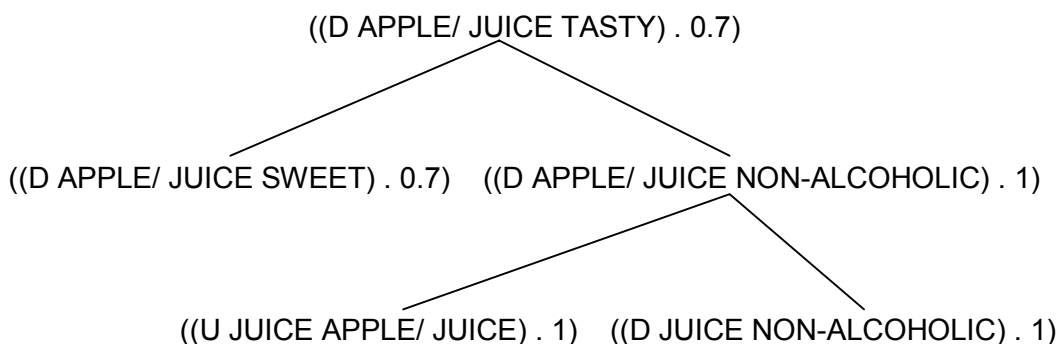 ((D APPLE/ JUICE TASTY) . 0.7)
((D APPLE/ JUICE SWEET) . 0.7) ((D APPLE/ JUICE NON-ALCOHOLIC) . 1)
((U JUICE APPLE/ JUICE) . 1) ((D JUICE NON-ALCOHOLIC) . 1)